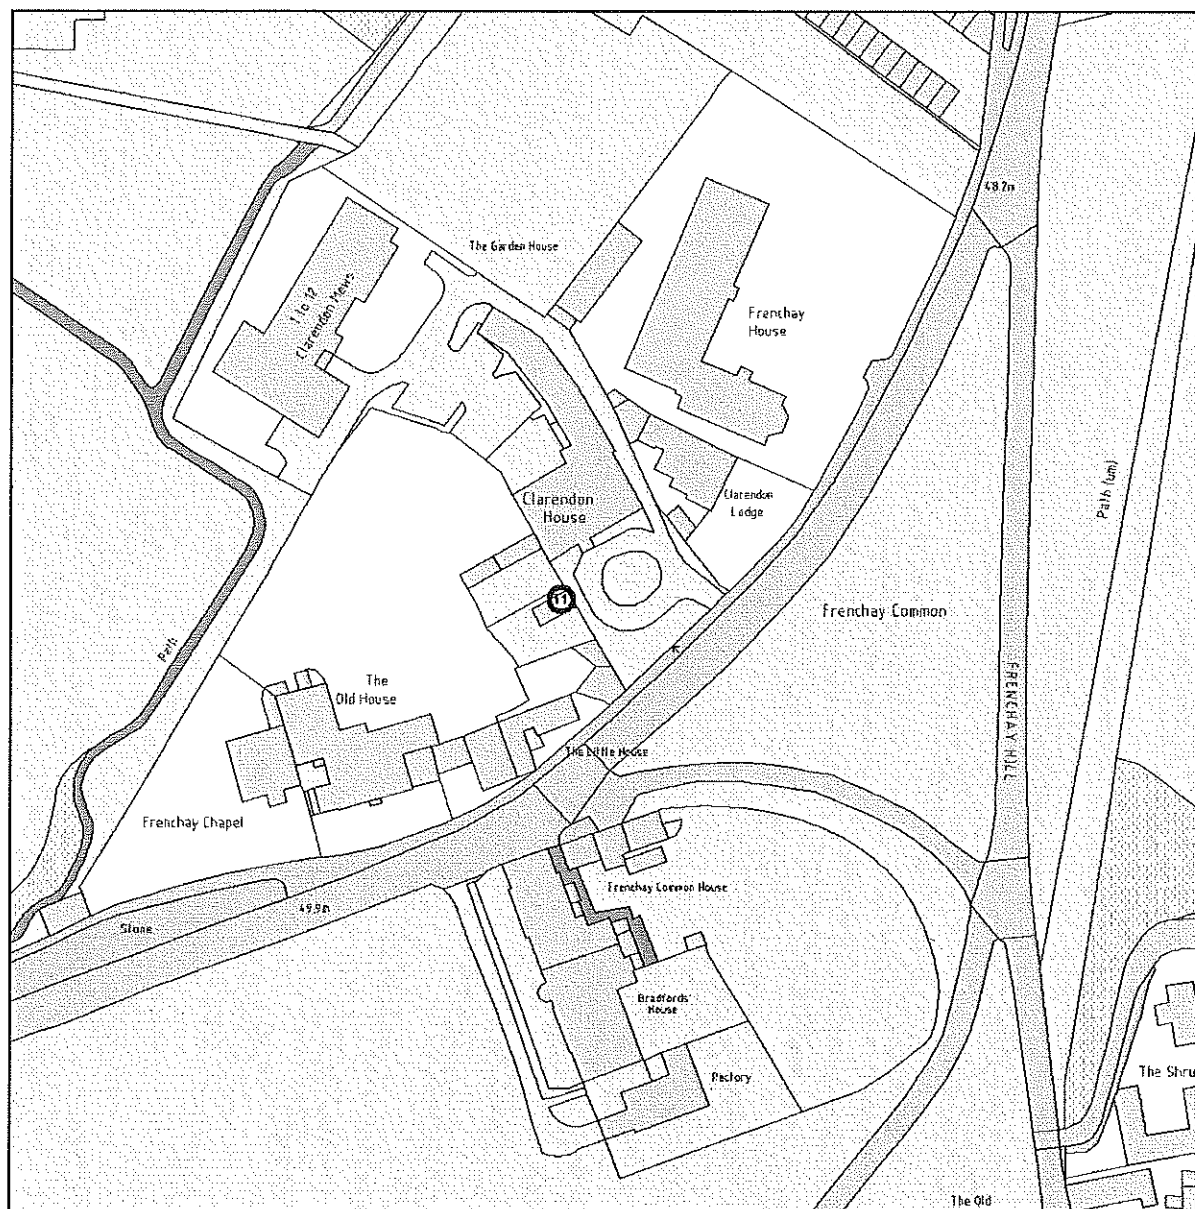 48.2m
The Garden House
1 to 12
Clarendon Mews
Frenchay
House
Clarendon
House
Clarendon
Lodge
Path (um)
11
Frenchay Common
Path
The
Old House
FRENCHAY HILL
The Little House
Frenchay Chapel
Frenchay Common House
49.9m
Stone
Bradfords'
House
Rectory
The Shru
The Old